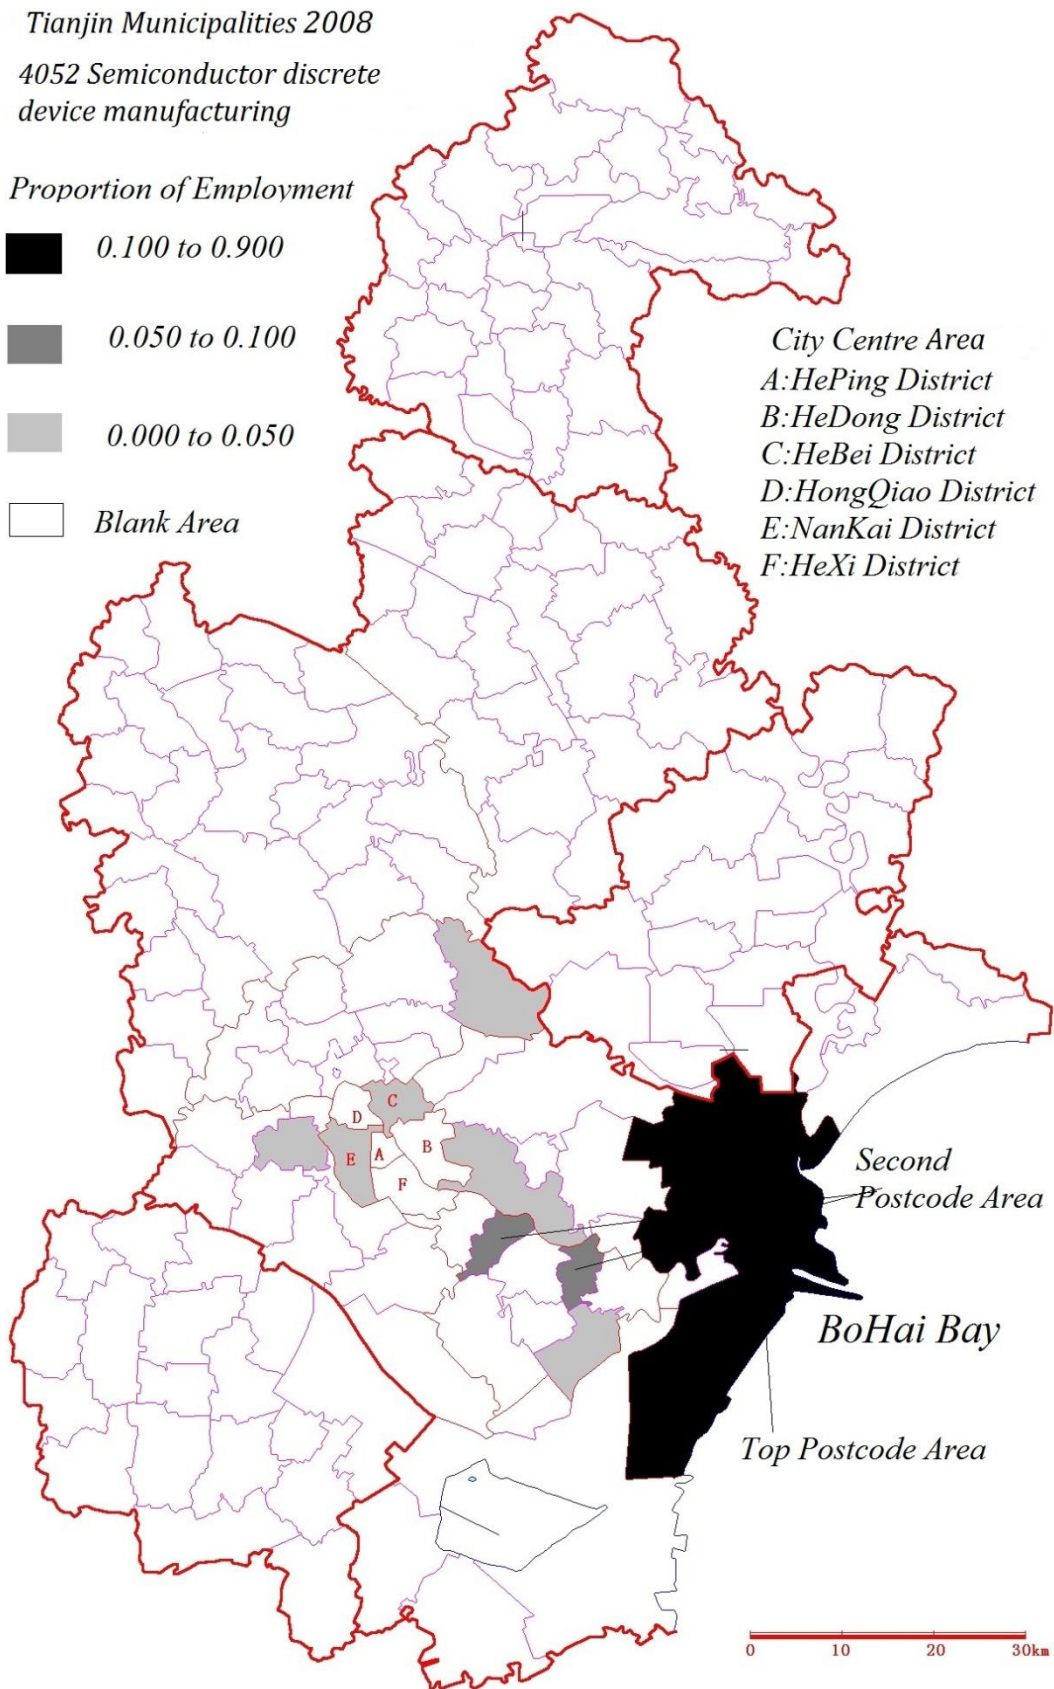 Tianjin Municipalities 2008
4052 Semiconductor discrete
device manufacturing
Proportion of Employment
0.100 to 0.900
0.050 to 0.100
0.000 to 0.050
Blank Area
City Centre Area
A:HePing District
B:HeDong District
C:HeBei District
D:HongQiao District
E:NanKai District
F:HeXi District
C
D
B
E
A
F
Second
Postcode Area
BoHai Bay
Top Postcode Area
0 10 20 30km